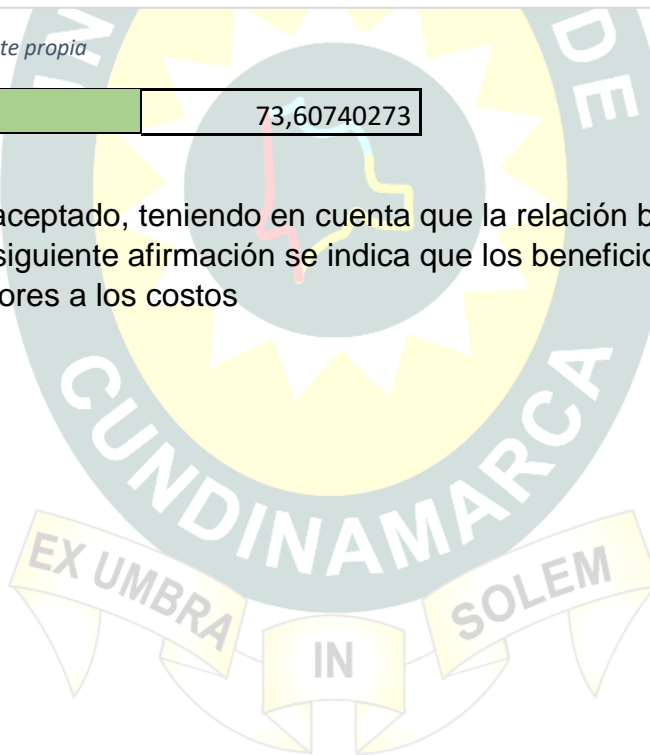 te propia
73,60740273
aceptado, teniendo en cuenta que la relación b
siguiente afirmación se indica que los beneficio
ores a los costos
DE
CUNDINAMARCA
EX UMBRA
IN
SOLEM